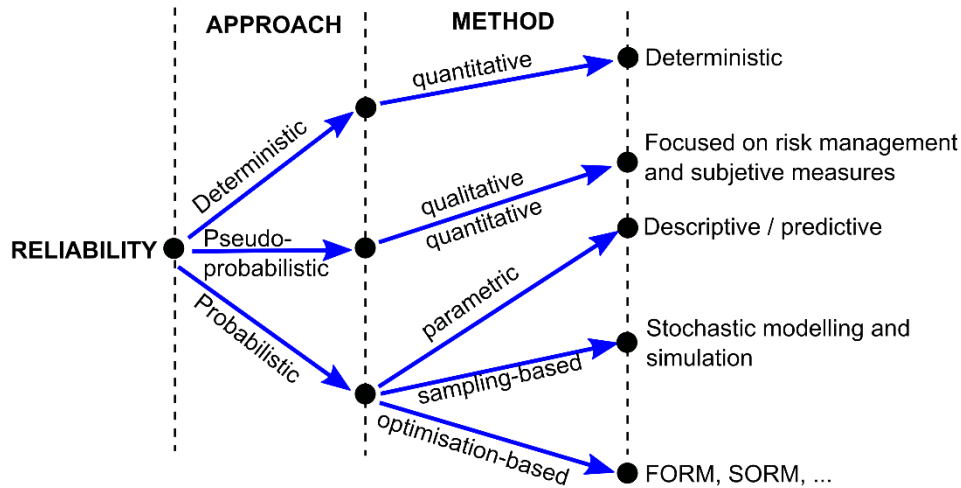 APPROACH
METHOD
quantitative
Deterministic
Deterministic
Focused on risk management
and subjetive measures
qualitative
quantitative
RELIABILITY
Pseudo-
probabilistic
Descriptive / predictive
Probabilistic
parametric
Stochastic modelling and
simulation
sampling-based
optimisation-based
FORM, SORM, ...